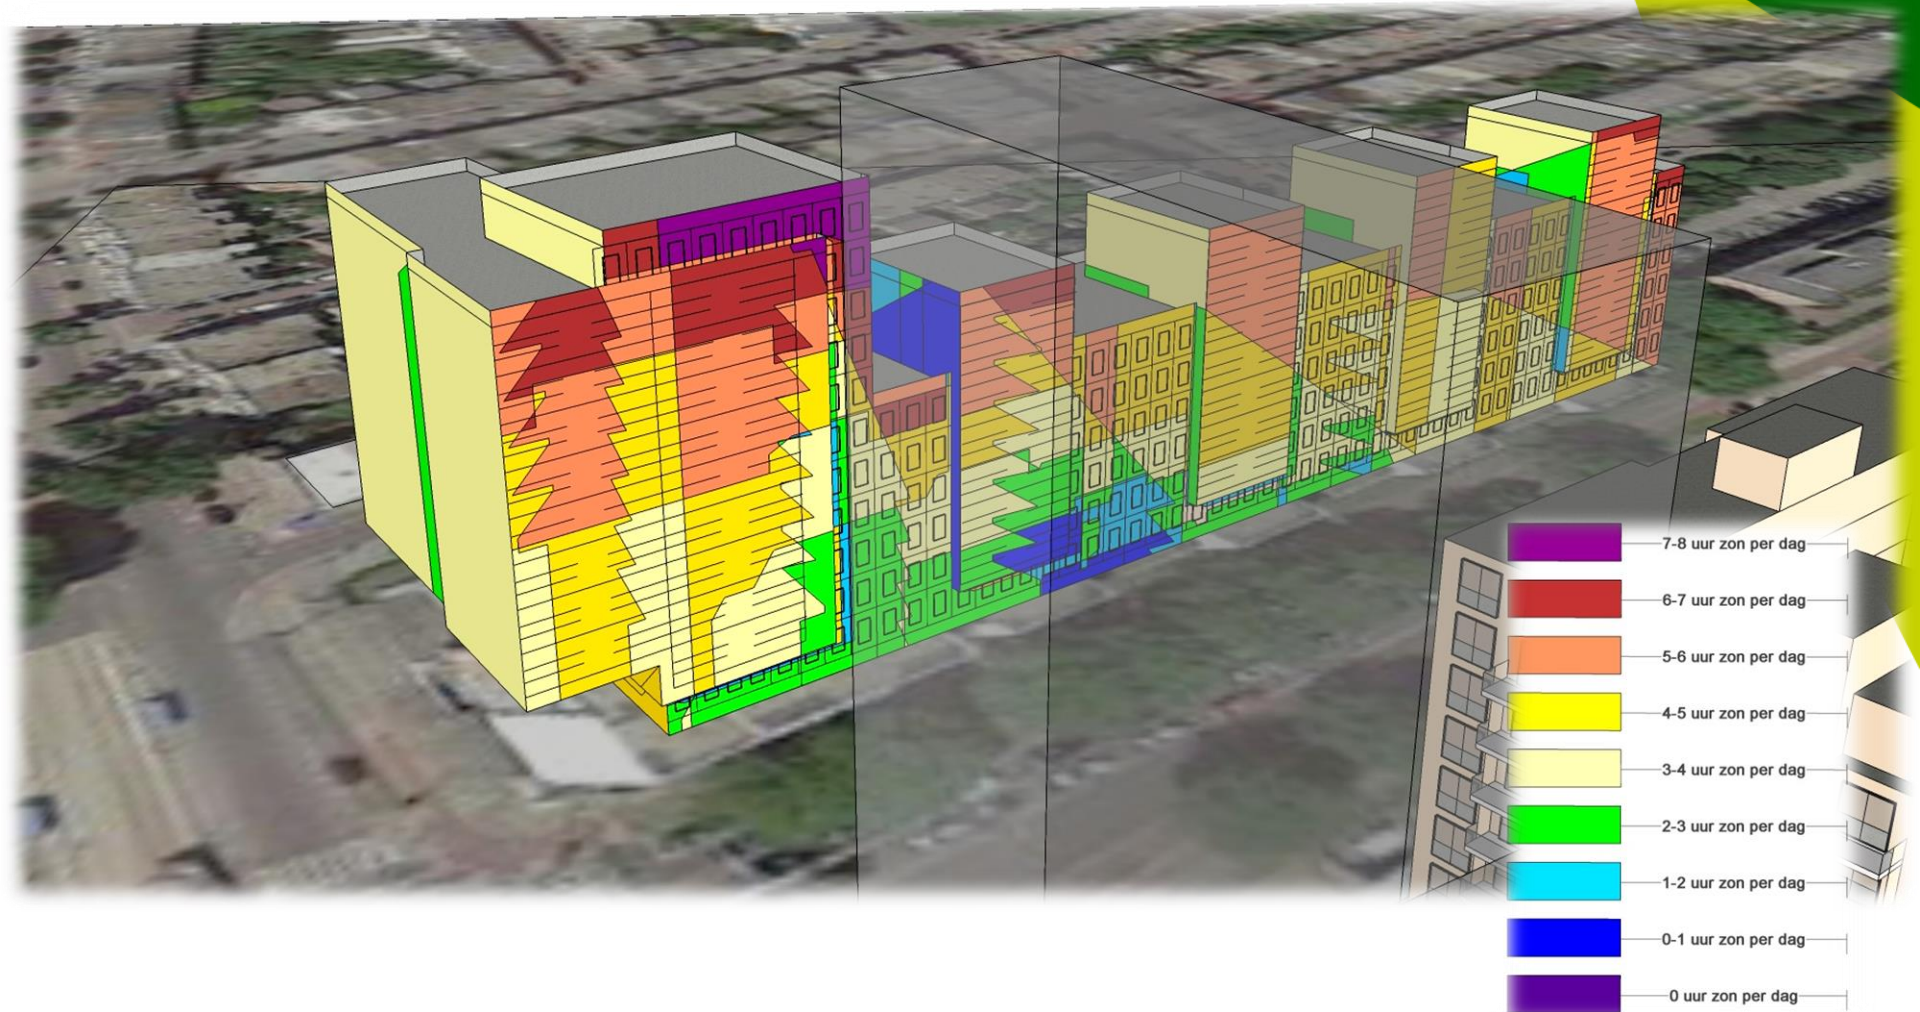 7-8 uur zon per dag
6-7 uur zon per dag
5-6 uur zon per dag
4-5 uur zon per dag
3-4 uur zon per dag
2-3 uur zon per dag
1-2 uur zon per dag
0-1 uur zon per dag
0 uur zon per dag